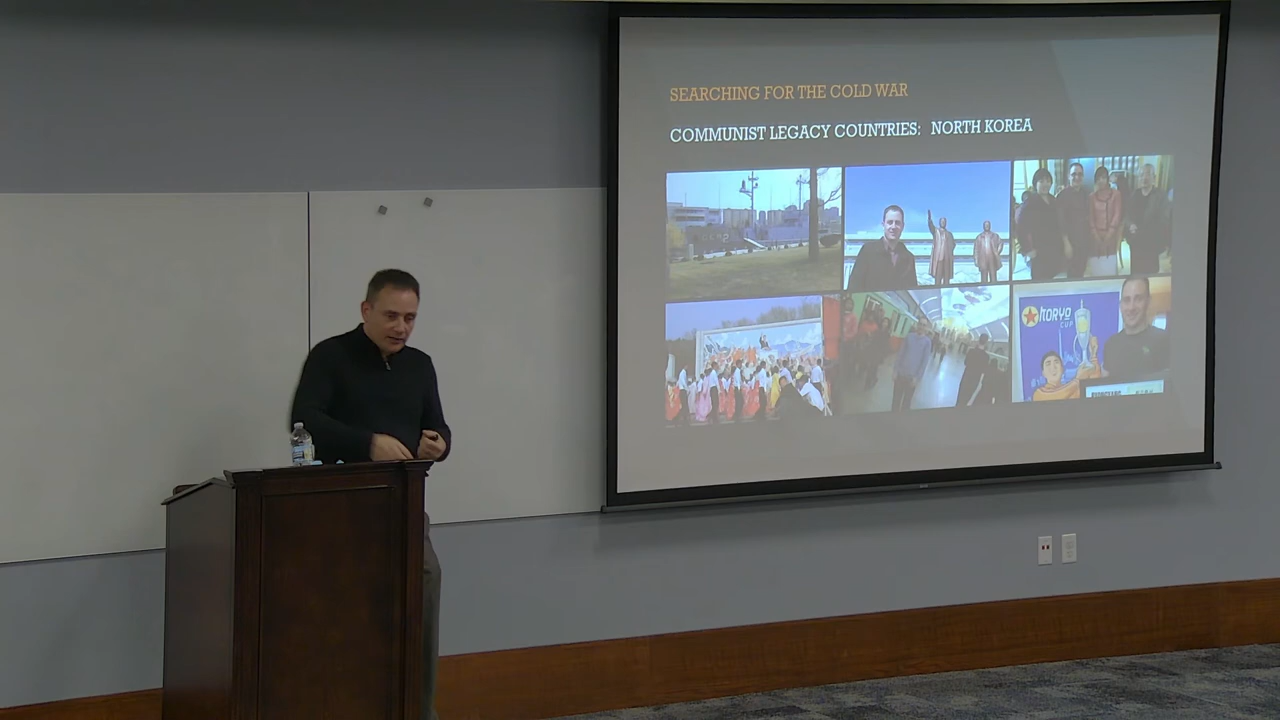 SEARCHING FOR THE COLD WAR
COMMUNIST LEGACY COUNTRIES: NORTH KOREA
KORYO
CUP